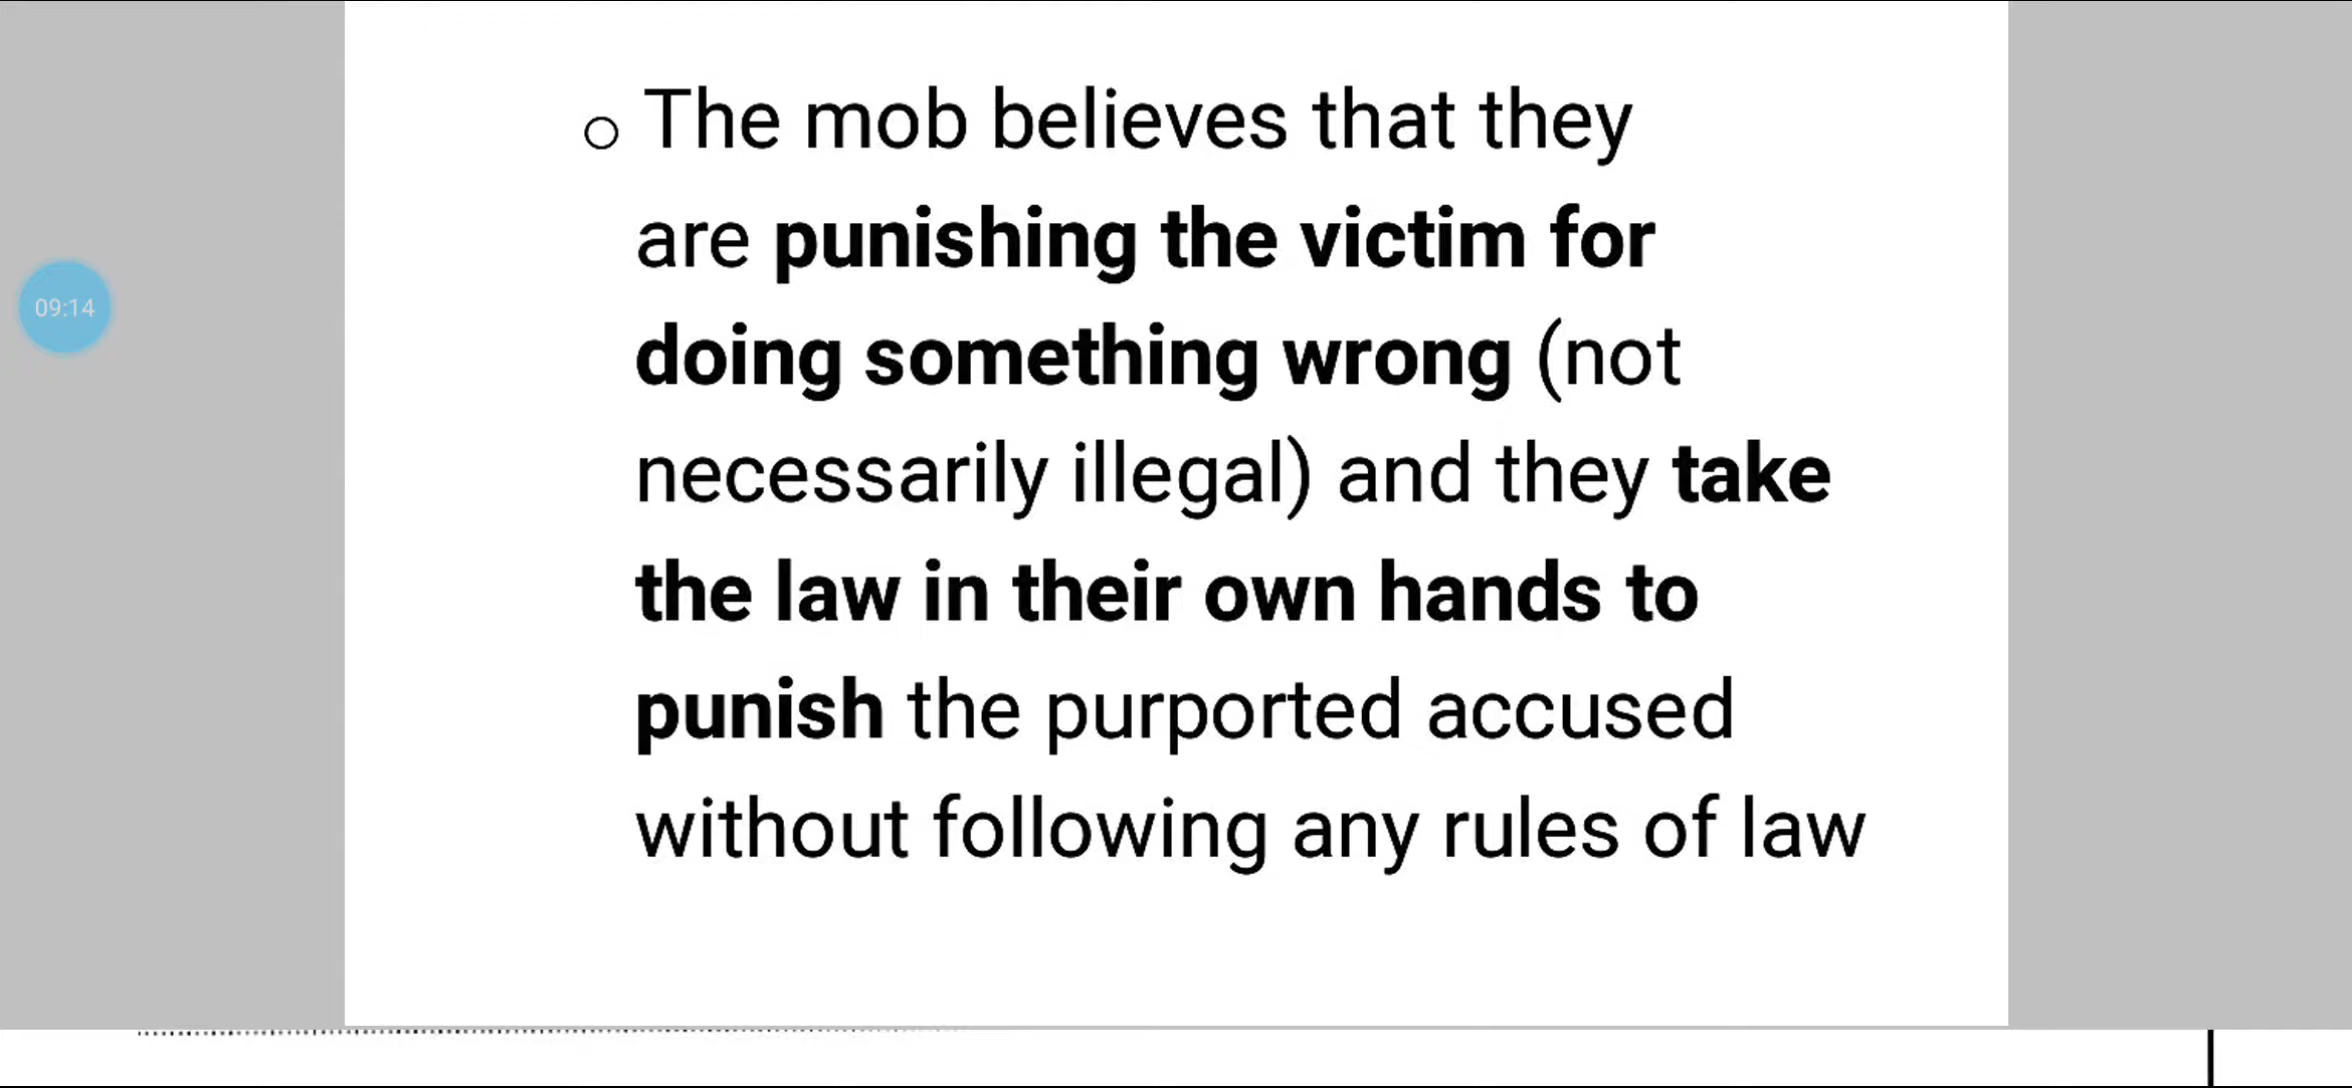 ○ The mob believes that they
are punishing the victim for
doing something wrong (not
necessarily illegal) and they take
the law in their own hands to
punish the purported accused
without following any rules of law
09:14